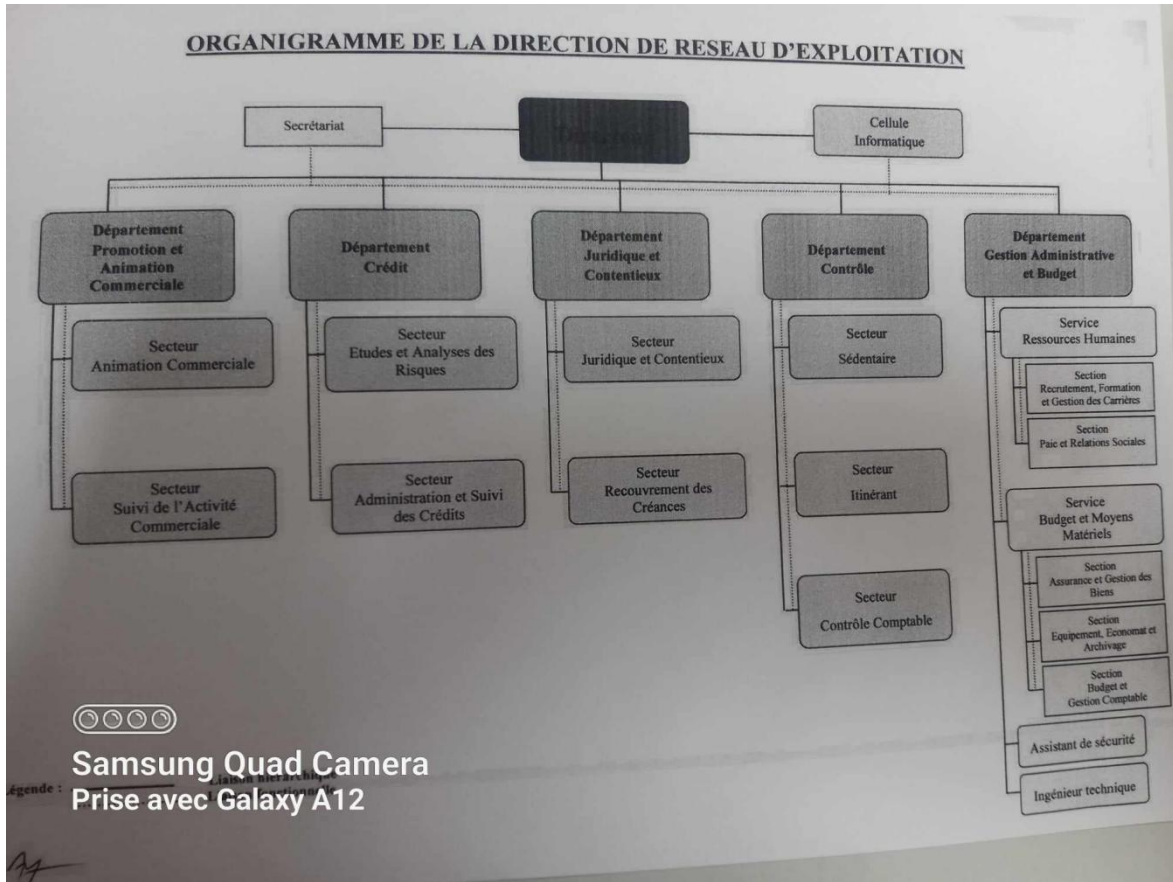 ORGANIGRAMME DE LA DIRECTION DE RESEAU D'EXPLOITATION
Secrétariat
Cellule
Informatique
Département
Promotion et
Animation
Commerciale
Département
Crédit
Département
Juridique et
Contentieux
Département
Contrôle
Département
Gestion Administrative
et Budget
Secteur
Animation Commerciale
Secteur
Suivi de l'Activité
Commerciale
Secteur
Etudes et Analyses des
Risques
Secteur
Administration et Suivi
des Crédits
Secteur
Juridique et Contentieux
Secteur
Recouvrement des
Créances
Secteur
Sédentaire
Secteur
Itinérant
Secteur
Contrôle Comptable
Service
Ressources Humaines
Section
Recrutement, Formation
et Gestion des Carrières
Section
Paie et Relations Sociales
Service
Budget et Moyens
Matériels
Section
Assurance et Gestion des
Biens
Section
Equipement, Economat et
Archivage
Section
Budget et
Gestion Comptable
Assistant de sécurité
Ingénieur technique
Légende :
Liaison hiérarchique
Samsung Quad Camera
Prise avec Galaxy A12